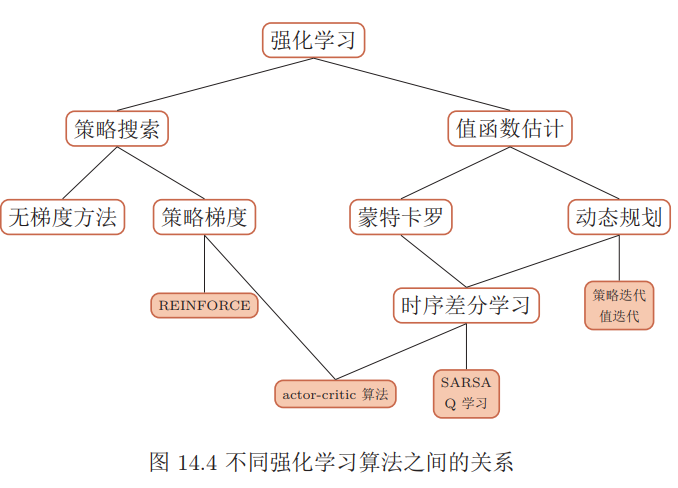 强化学习
策略搜索
值函数估计
无梯度方法
策略梯度
蒙特卡罗
动态规划
REINFORCE
时序差分学习
策略迭代
值迭代
actor-critic 算法
SARSA
Q 学习
图 14.4 不同强化学习算法之间的关系